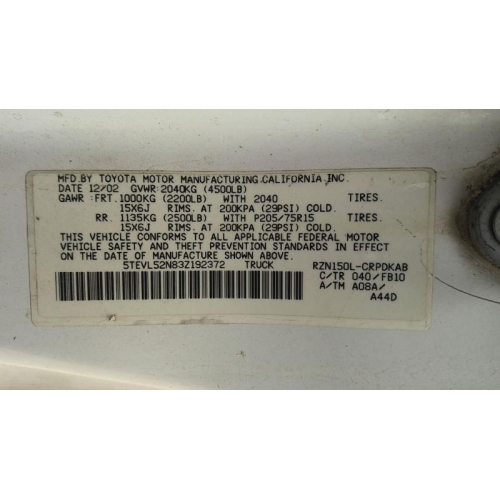 MFD.BY TOYOTA MOTOR MANUFACTURING.CALIFORNIA.INC.
DATE 12/02 GVWR:2040KG (4500LB)
GAWR :FRT.1000KG (2200LB) WITH 2040 TIRES.
15X6J RIMS. AT 200KPA (29PSI) COLD.
RR. 1135KG (2500LB) WITH P205/75R15 TIRES.
15X6J RIMS. AT 200KPA (29PSI) COLD.
THIS VEHICLE CONFORMS TO ALL APPLICABLE FEDERAL MOTOR
VEHICLE SAFETY AND THEFT PREVENTION STANDARDS IN EFFECT
ON THE DATE OF MANUFACTURE SHOWN ABOVE.
5TEVL52N83Z192372 TRUCK RZN150L-CRPDKAB
C/TR 040/FB10
A/TM A08A/
A44D